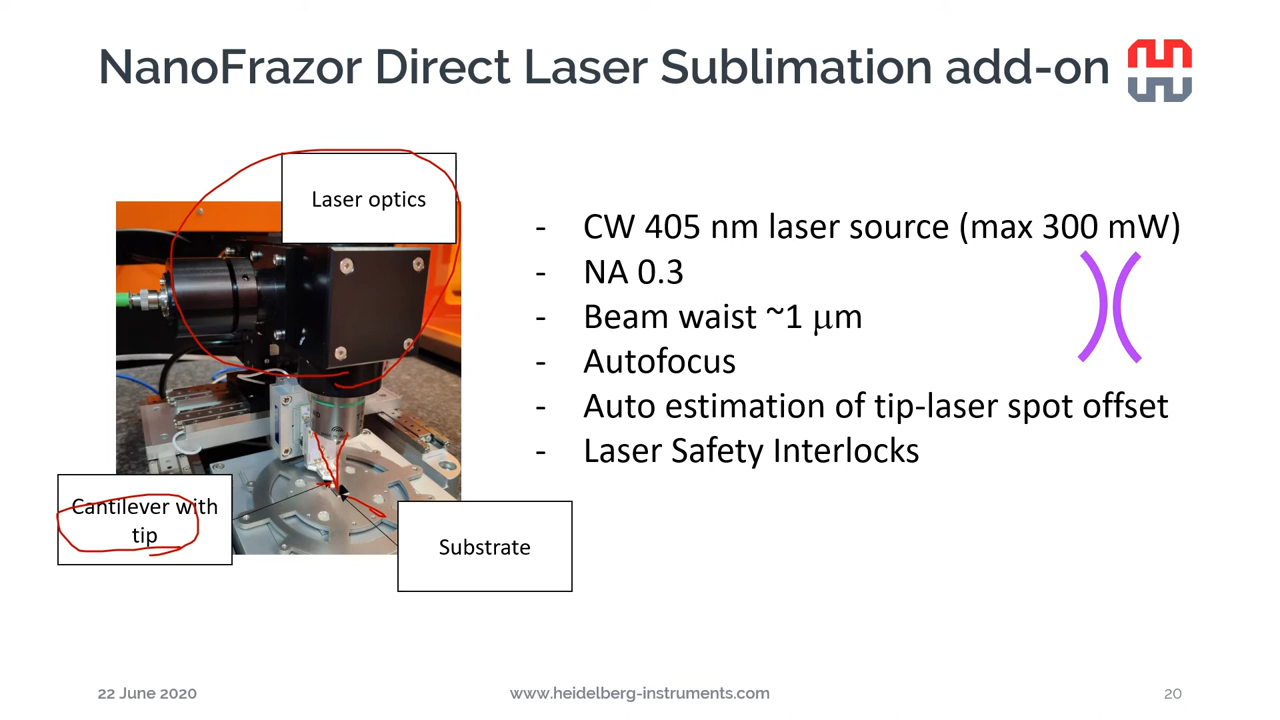 NanoFrazor Direct Laser Sublimation add-on
Laser optics
Cantilever with
tip
Substrate
- CW 405 nm laser source (max 300 mW)
- NA 0.3
- Beam waist ~1 μm
- Autofocus
- Auto estimation of tip-laser spot offset
- Laser Safety Interlocks
22 June 2020
www.heidelberg-instruments.com
20